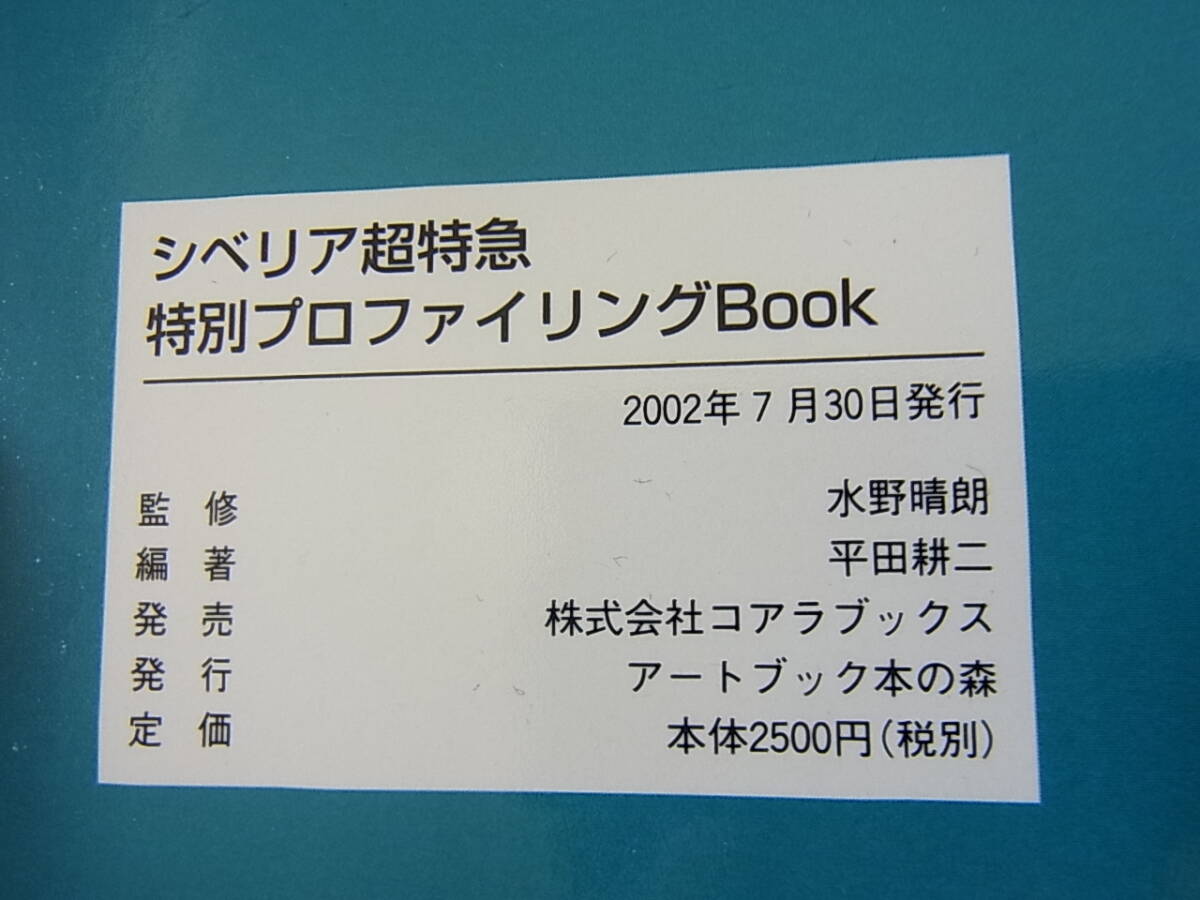 シベリア超特急
特別プロファイリングBook
2002年7月30日発行
監修 水野晴朗
編著 平田耕二
発売 株式会社コアラブックス
発行 アートブック本の森
定価 本体2500円(税別)